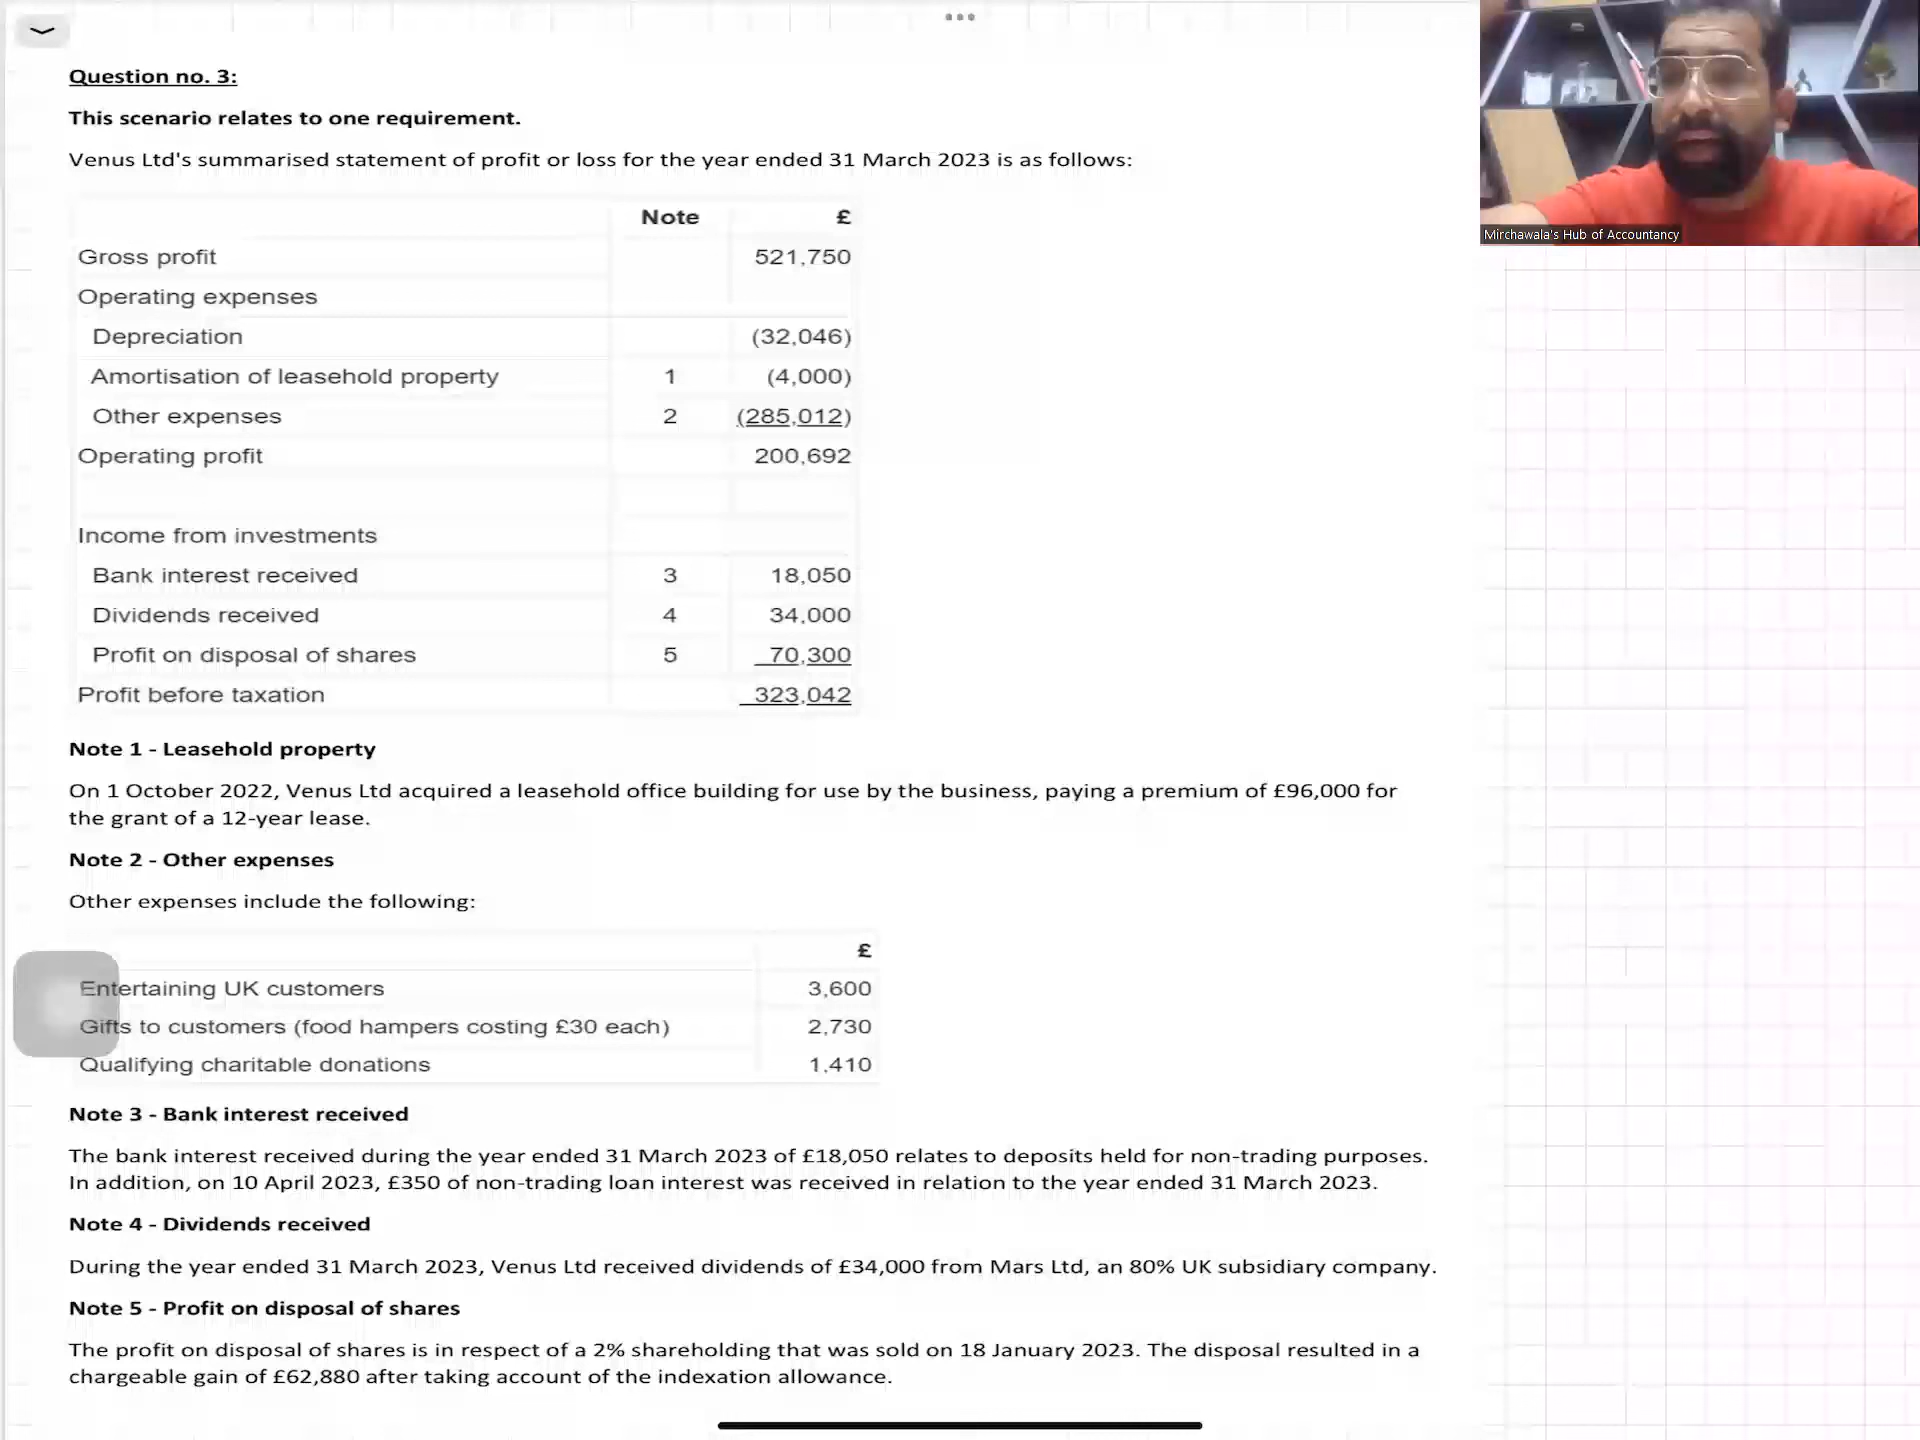 Question no. 3:
This scenario relates to one requirement.
Venus Ltd's summarised statement of profit or loss for the year ended 31 March 2023 is as follows:
Note £
Gross profit 521,750
Operating expenses
Depreciation (32,046)
Amortisation of leasehold property 1 (4,000)
Other expenses 2 (285,012)
Operating profit 200,692
Income from investments
Bank interest received 3 18,050
Dividends received 4 34,000
Profit on disposal of shares 5 70,300
Profit before taxation 323,042
Note 1 - Leasehold property
On 1 October 2022, Venus Ltd acquired a leasehold office building for use by the business, paying a premium of £96,000 for
the grant of a 12-year lease.
Note 2 - Other expenses
Other expenses include the following:
£
Entertaining UK customers 3,600
Gifts to customers (food hampers costing £30 each) 2,730
Qualifying charitable donations 1,410
Note 3 - Bank interest received
The bank interest received during the year ended 31 March 2023 of £18,050 relates to deposits held for non-trading purposes.
In addition, on 10 April 2023, £350 of non-trading loan interest was received in relation to the year ended 31 March 2023.
Note 4 - Dividends received
During the year ended 31 March 2023, Venus Ltd received dividends of £34,000 from Mars Ltd, an 80% UK subsidiary company.
Note 5 - Profit on disposal of shares
The profit on disposal of shares is in respect of a 2% shareholding that was sold on 18 January 2023. The disposal resulted in a
chargeable gain of £62,880 after taking account of the indexation allowance.
Mirchawala's Hub of Accountancy